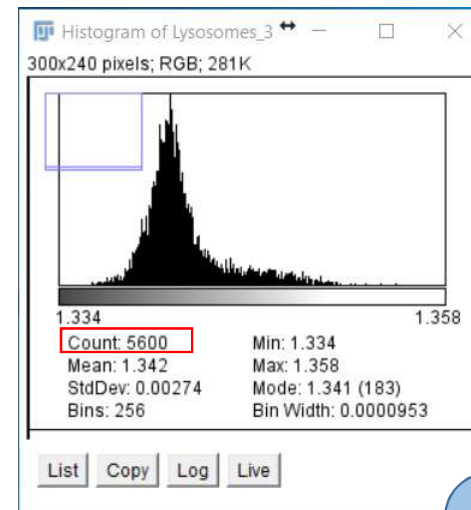 Histogram of Lysosomes_3
300x240 pixels; RGB; 281K
1.334 1.358
Count: 5600 Min: 1.334
Mean: 1.342 Max: 1.358
StdDev: 0.00274 Mode: 1.341 (183)
Bins: 256 Bin Width: 0.0000953
List Copy Log Live